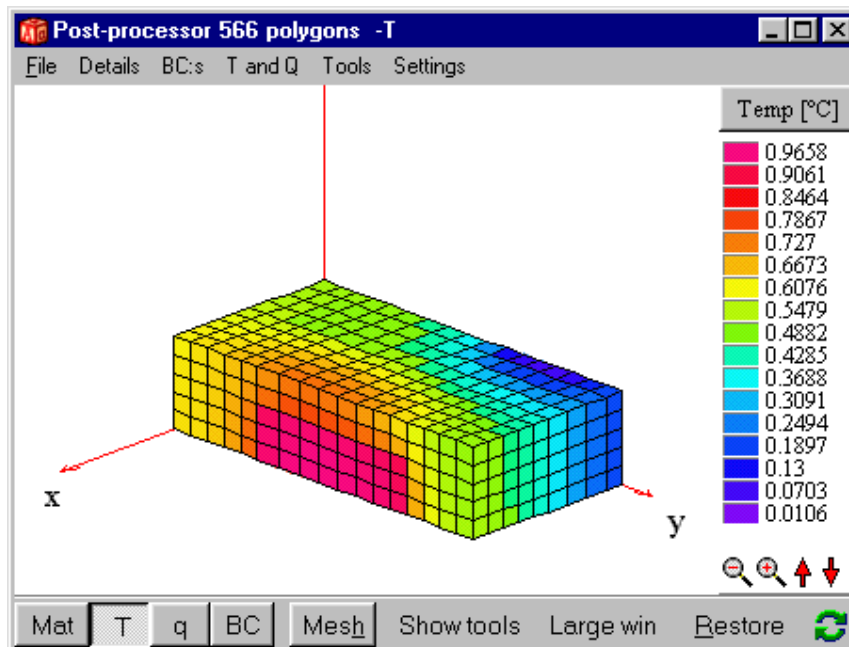 Post-processor 566 polygons -T
File Details BC:s T and Q Tools Settings
Temp [°C]
0.9658
0.9061
0.8464
0.7867
0.727
0.6673
0.6076
0.5479
0.4882
0.4285
0.3688
0.3091
0.2494
0.1897
0.13
0.0703
0.0106
x
y
Mat T q BC Mesh Show tools Large win Restore